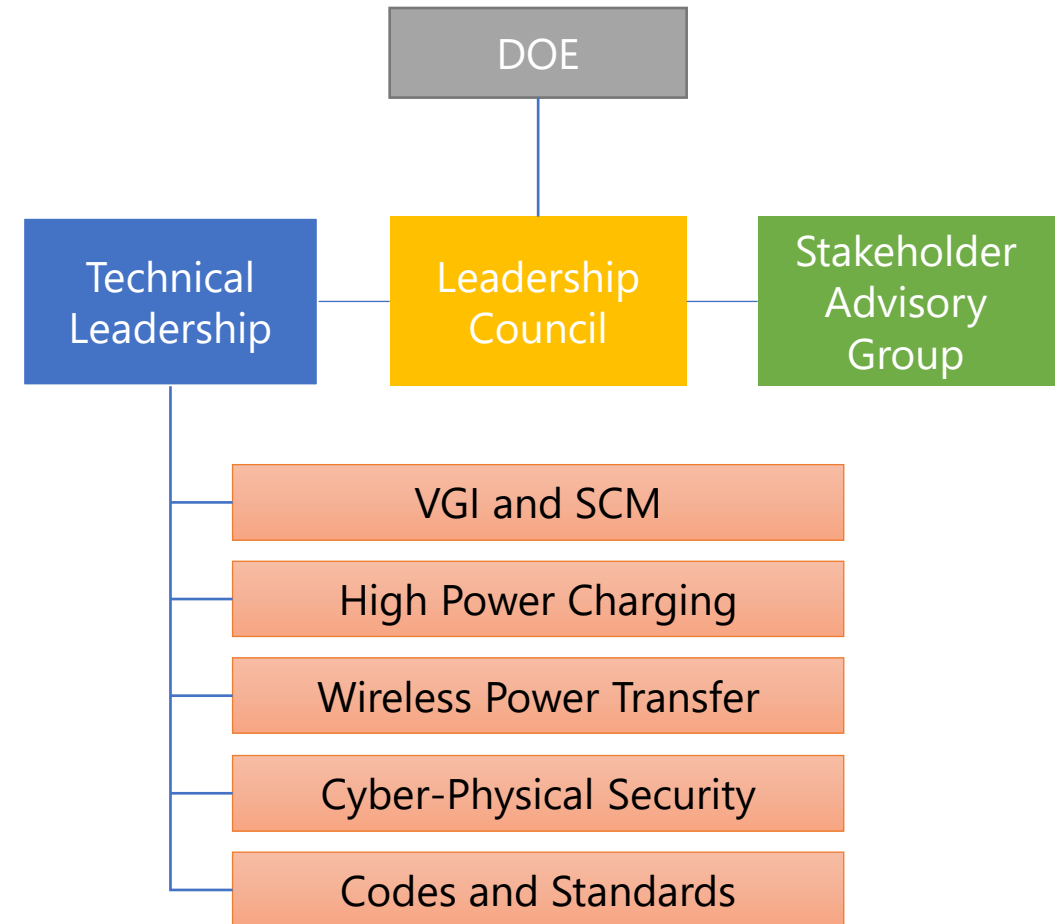 DOE
Technical
Leadership
Leadership
Council
Stakeholder
Advisory
Group
VGI and SCM
High Power Charging
Wireless Power Transfer
Cyber-Physical Security
Codes and Standards